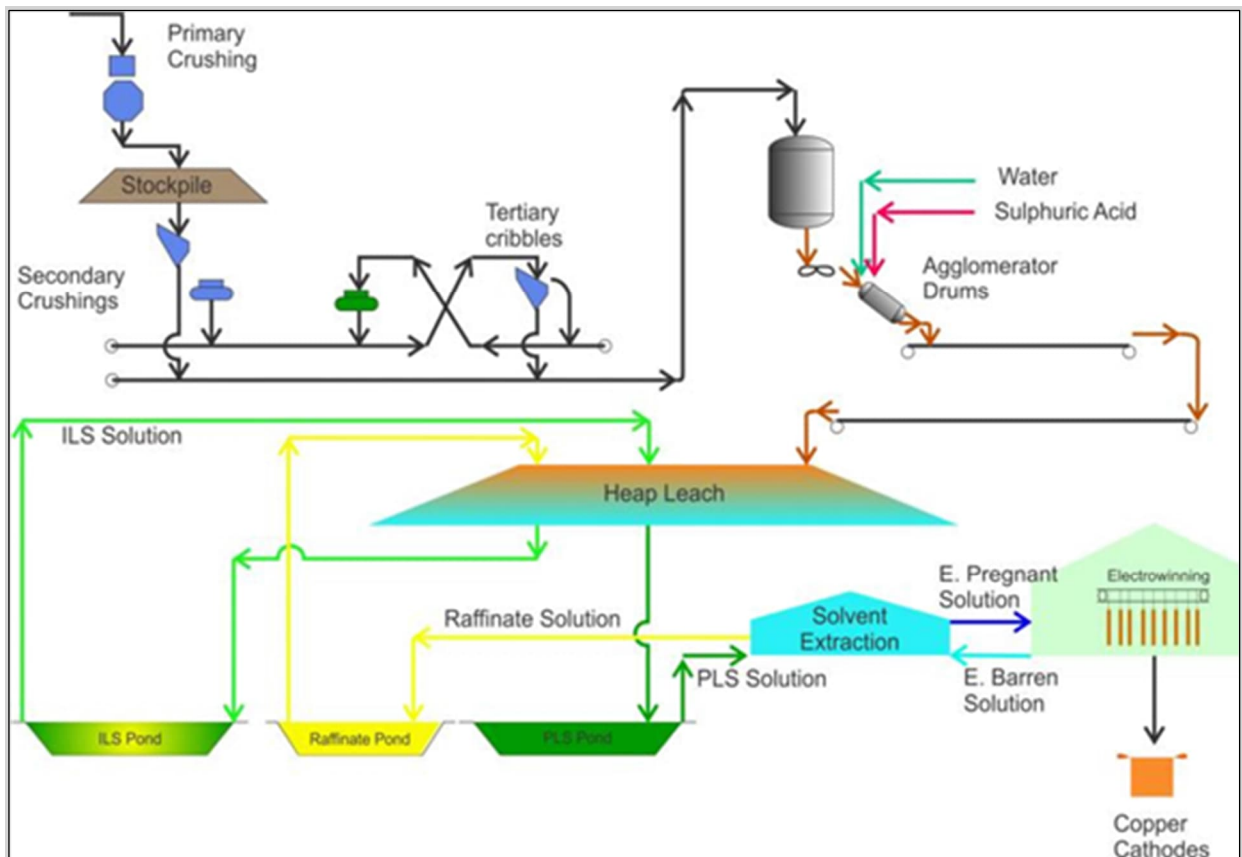 Primary
Crushing
Stockpile
Secondary
Crushings
Tertiary
cribbles
Water
Sulphuric Acid
Agglomerator
Drums
ILS Solution
Heap Leach
E. Pregnant
Solution
Electrowinning
Raffinate Solution
Solvent
Extraction
PLS Solution
E. Barren
Solution
ILS Pond
Raffinate Pond
PLS Pond
Copper
Cathodes